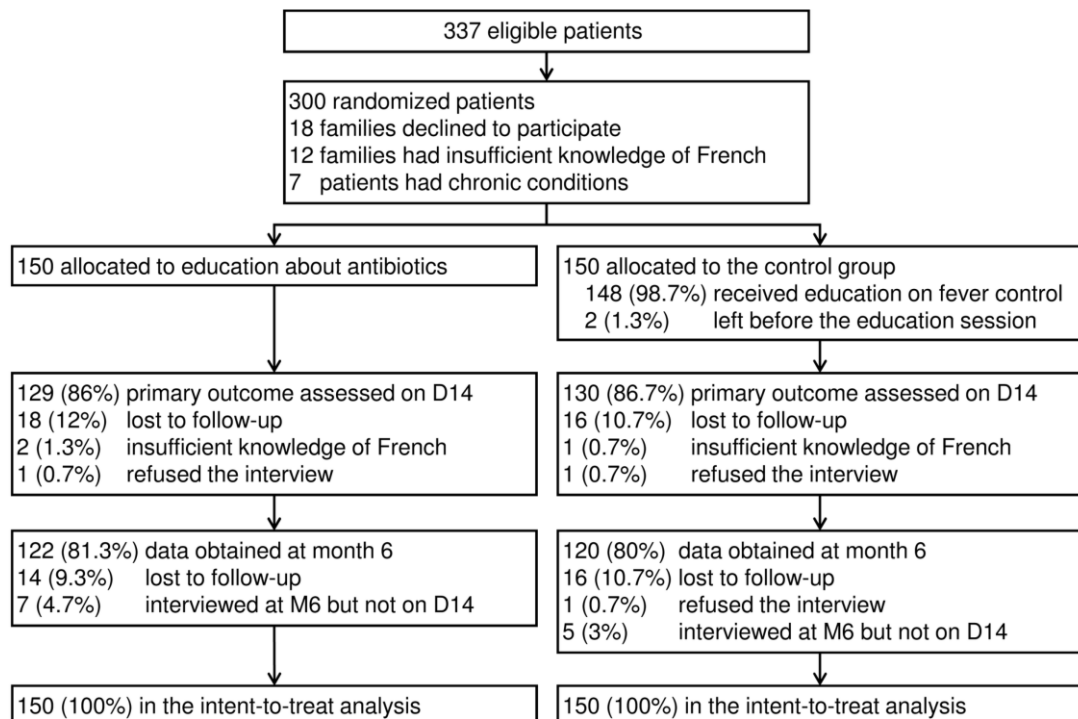 337 eligible patients
300 randomized patients
18 families declined to participate
12 families had insufficient knowledge of French
7 patients had chronic conditions
150 allocated to education about antibiotics
150 allocated to the control group
148 (98.7%) received education on fever control
2 (1.3%) left before the education session
129 (86%) primary outcome assessed on D14
18 (12%) lost to follow-up
2 (1.3%) insufficient knowledge of French
1 (0.7%) refused the interview
130 (86.7%) primary outcome assessed on D14
16 (10.7%) lost to follow-up
1 (0.7%) insufficient knowledge of French
1 (0.7%) refused the interview
122 (81.3%) data obtained at month 6
14 (9.3%) lost to follow-up
7 (4.7%) interviewed at M6 but not on D14
120 (80%) data obtained at month 6
16 (10.7%) lost to follow-up
1 (0.7%) refused the interview
5 (3%) interviewed at M6 but not on D14
150 (100%) in the intent-to-treat analysis
150 (100%) in the intent-to-treat analysis